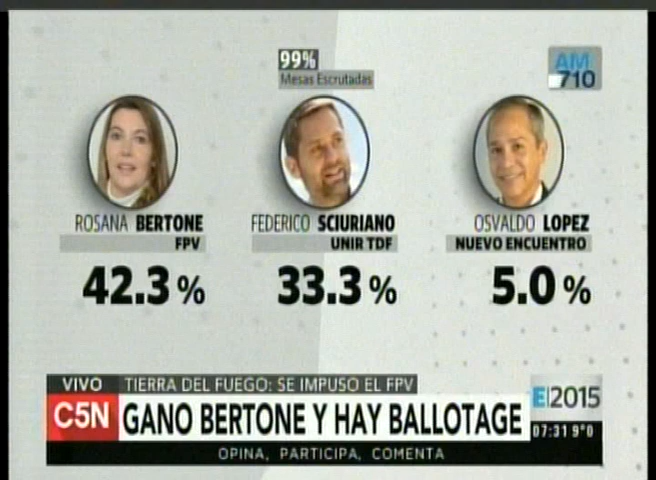 99%
Mesas Escrutadas
AM
710
ROSANA BERTONE
FPV
42.3 %
FEDERICO SCIURIANO
UNIR TDF
33.3 %
OSVALDO LOPEZ
NUEVO ENCUENTRO
5.0 %
VIVO
TIERRA DEL FUEGO: SE IMPUSO EL FPV
C5N
GANO BERTONE Y HAY BALLOTAGE
E|2015
07:31 9°0
OPINA, PARTICIPA, COMENTA